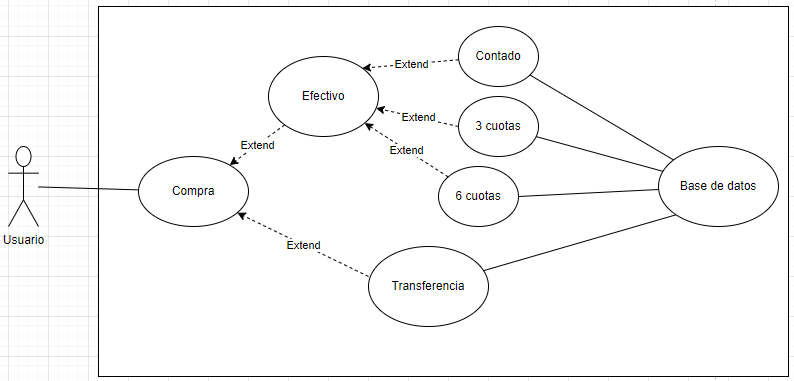 Contado
Extend
Efectivo
Extend
3 cuotas
Extend
Extend
Compra
6 cuotas
Base de datos
Usuario
Extend
Transferencia